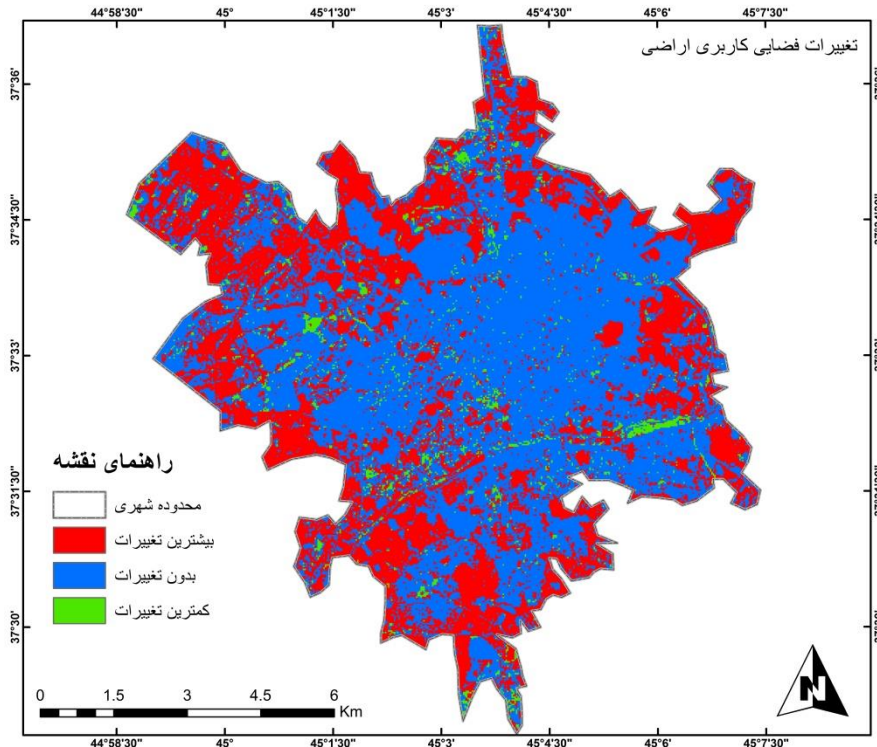 44°58'30" 45° 45°1'30" 45°3' 45°4'30" 45°6' 45°7'30"
تغییرات فضایی کاربری اراضی
37°36'
37°34'30"
37°33'
37°31'30"
37°30'
راهنمای نقشه
محدوده شهری
بیشترین تغییرات
بدون تغییرات
کمترین تغییرات
0 1.5 3 4.5 6
Km
N
44°58'30" 45° 45°1'30" 45°3' 45°4'30" 45°6' 45°7'30"